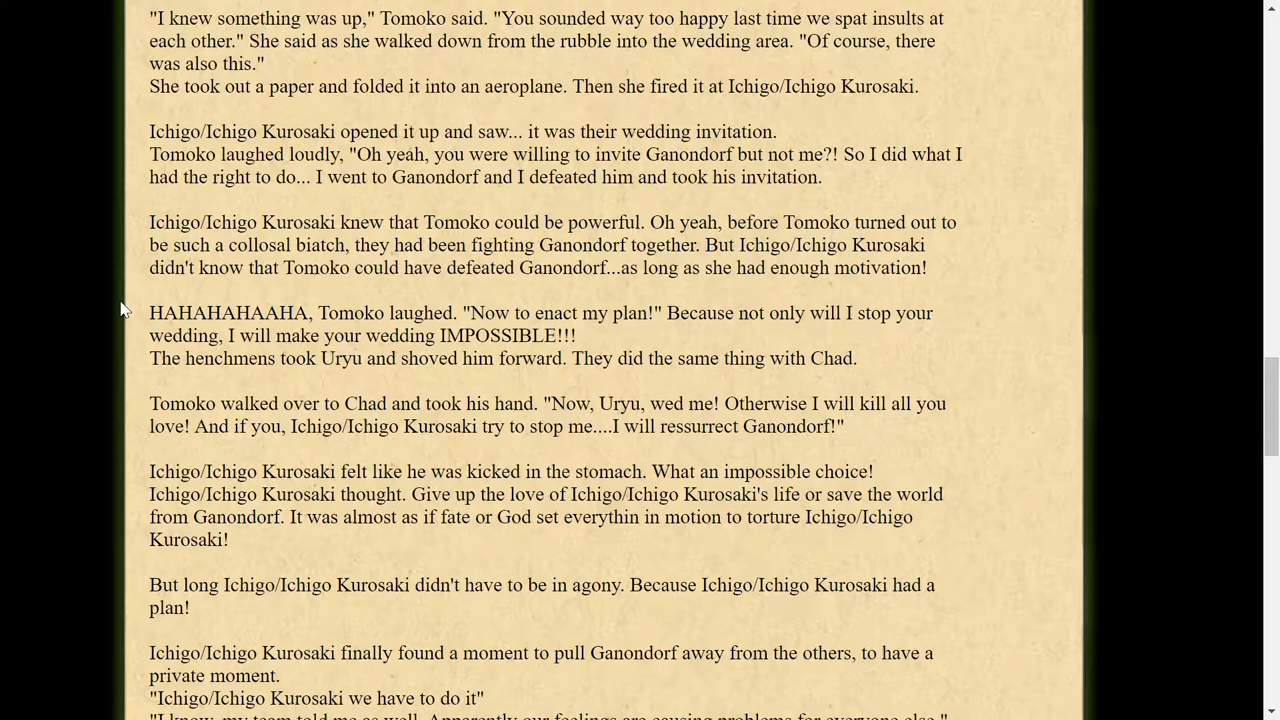 "I knew something was up," Tomoko said. "You sounded way too happy last time we spat insults at
each other." She said as she walked down from the rubble into the wedding area. "Of course, there
was also this."
She took out a paper and folded it into an aeroplane. Then she fired it at Ichigo/Ichigo Kurosaki.
Ichigo/Ichigo Kurosaki opened it up and saw... it was their wedding invitation.
Tomoko laughed loudly, "Oh yeah, you were willing to invite Ganondorf but not me?! So I did what I
had the right to do... I went to Ganondorf and I defeated him and took his invitation.
Ichigo/Ichigo Kurosaki knew that Tomoko could be powerful. Oh yeah, before Tomoko turned out to
be such a collosal biatch, they had been fighting Ganondorf together. But Ichigo/Ichigo Kurosaki
didn't know that Tomoko could have defeated Ganondorf...as long as she had enough motivation!
HAHAHAHAAHA, Tomoko laughed. "Now to enact my plan!" Because not only will I stop your
wedding, I will make your wedding IMPOSSIBLE!!!
The henchmens took Uryu and shoved him forward. They did the same thing with Chad.
Tomoko walked over to Chad and took his hand. "Now, Uryu, wed me! Otherwise I will kill all you
love! And if you, Ichigo/Ichigo Kurosaki try to stop me....I will ressurrect Ganondorf!"
Ichigo/Ichigo Kurosaki felt like he was kicked in the stomach. What an impossible choice!
Ichigo/Ichigo Kurosaki thought. Give up the love of Ichigo/Ichigo Kurosaki's life or save the world
from Ganondorf. It was almost as if fate or God set everythin in motion to torture Ichigo/Ichigo
Kurosaki!
But long Ichigo/Ichigo Kurosaki didn't have to be in agony. Because Ichigo/Ichigo Kurosaki had a
plan!
Ichigo/Ichigo Kurosaki finally found a moment to pull Ganondorf away from the others, to have a
private moment.
"Ichigo/Ichigo Kurosaki we have to do it"
"I know, my team told me as well. Apparently our feelings are causing problems for everyone else."